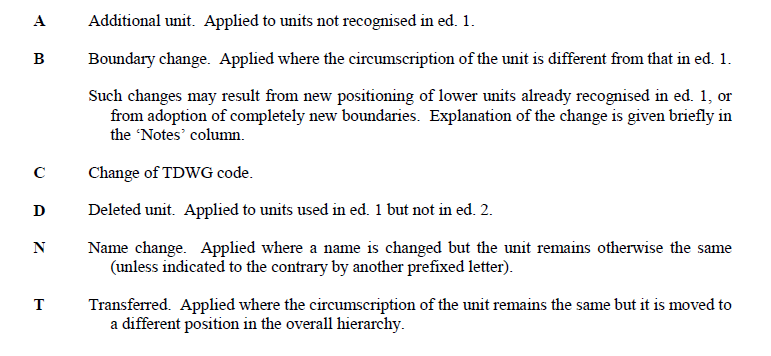 A Additional unit. Applied to units not recognised in ed. 1.
B Boundary change. Applied where the circumscription of the unit is different from that in ed. 1.
Such changes may result from new positioning of lower units already recognised in ed. 1, or
from adoption of completely new boundaries. Explanation of the change is given briefly in
the ‘Notes’ column.
C Change of TDWG code.
D Deleted unit. Applied to units used in ed. 1 but not in ed. 2.
N Name change. Applied where a name is changed but the unit remains otherwise the same
(unless indicated to the contrary by another prefixed letter).
T Transferred. Applied where the circumscription of the unit remains the same but it is moved to
a different position in the overall hierarchy.